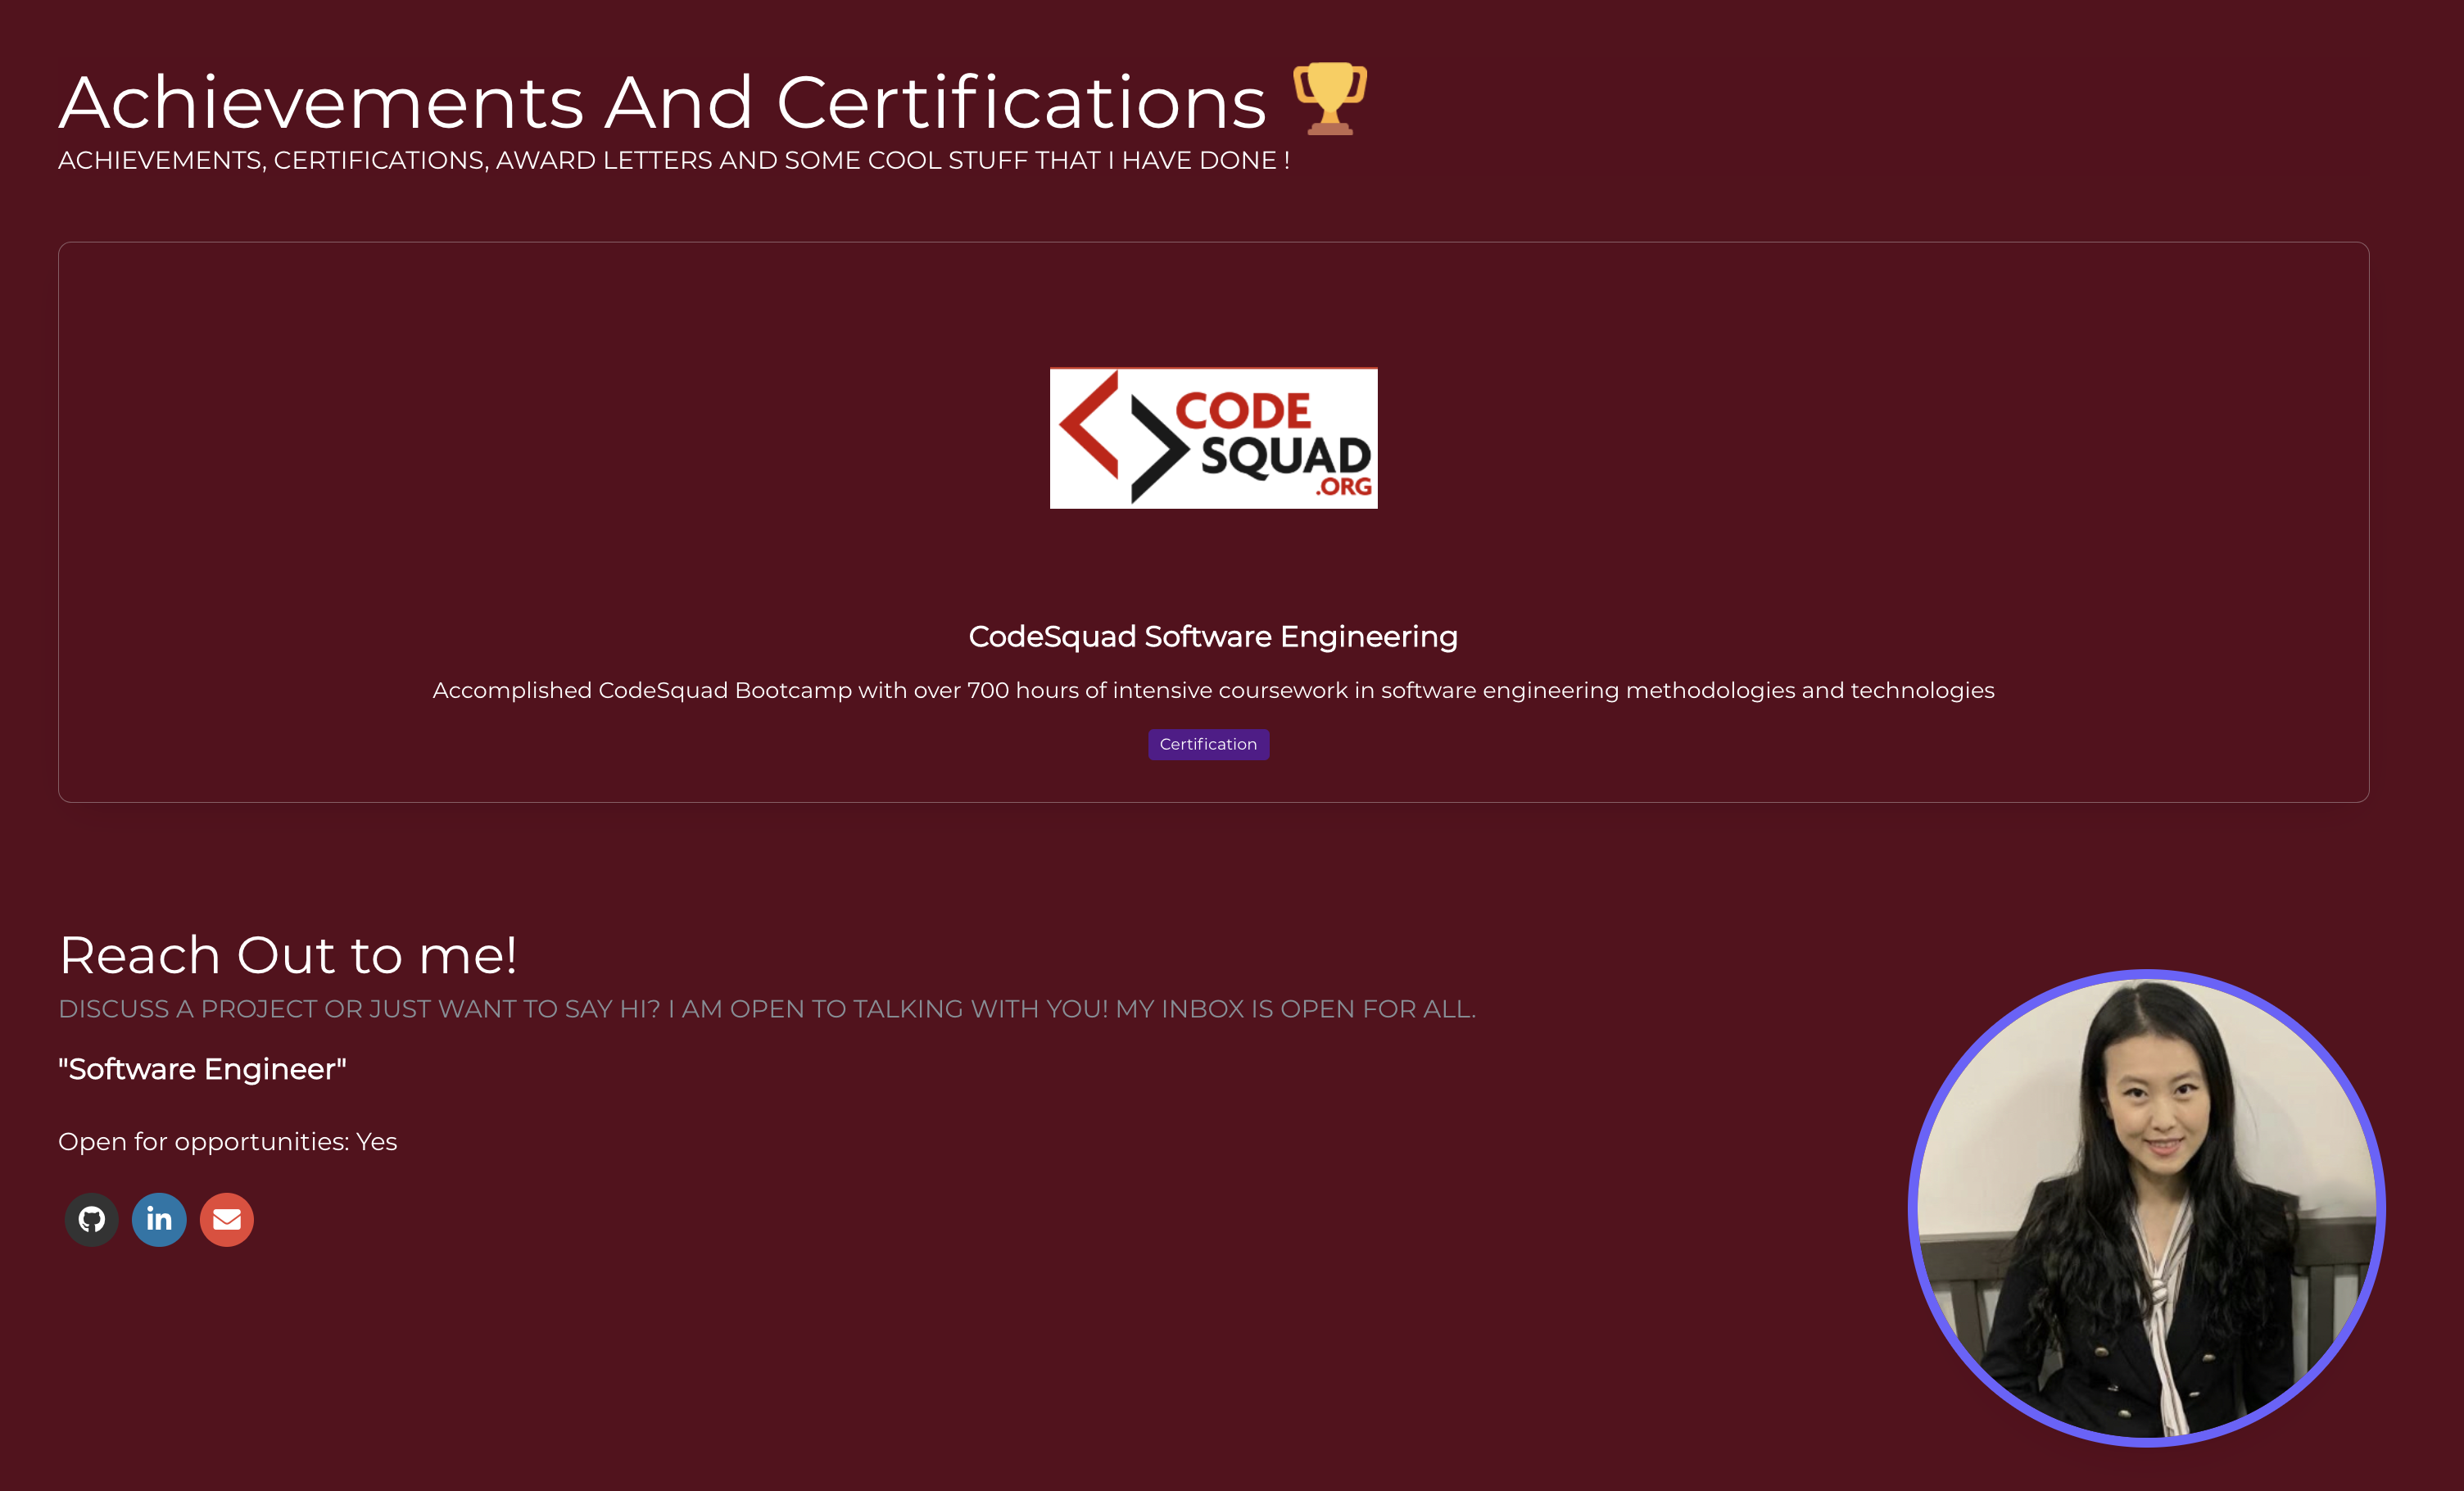 Achievements And Certifications 🏆
ACHIEVEMENTS, CERTIFICATIONS, AWARD LETTERS AND SOME COOL STUFF THAT I HAVE DONE !
CODE
SQUAD
.ORG
CodeSquad Software Engineering
Accomplished CodeSquad Bootcamp with over 700 hours of intensive coursework in software engineering methodologies and technologies
Certification
Reach Out to me!
DISCUSS A PROJECT OR JUST WANT TO SAY HI? I AM OPEN TO TALKING WITH YOU! MY INBOX IS OPEN FOR ALL.
"Software Engineer"
Open for opportunities: Yes
in